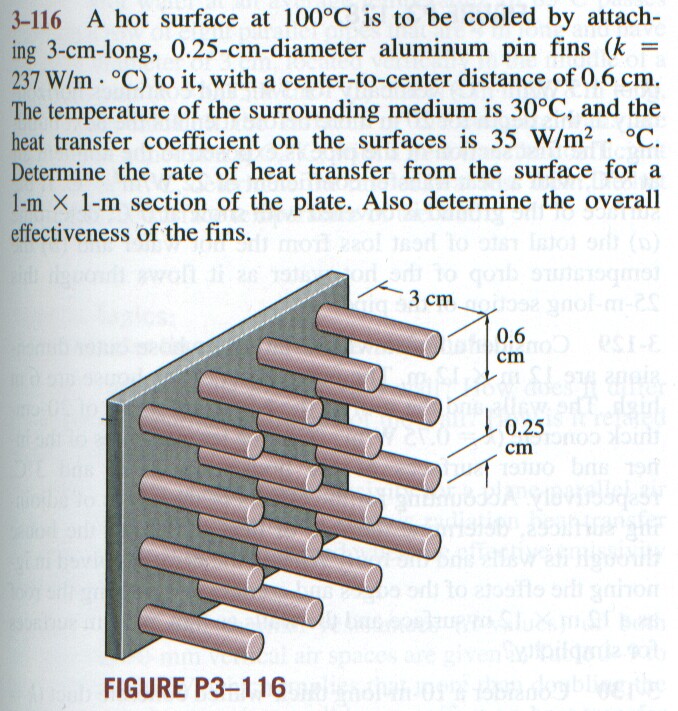 3-116 A hot surface at 100°C is to be cooled by attach-
ing 3-cm-long, 0.25-cm-diameter aluminum pin fins (k =
237 W/m · °C) to it, with a center-to-center distance of 0.6 cm.
The temperature of the surrounding medium is 30°C, and the
heat transfer coefficient on the surfaces is 35 W/m² · °C.
Determine the rate of heat transfer from the surface for a
1-m × 1-m section of the plate. Also determine the overall
effectiveness of the fins.
3 cm
0.6
cm
0.25
cm
FIGURE P3-116